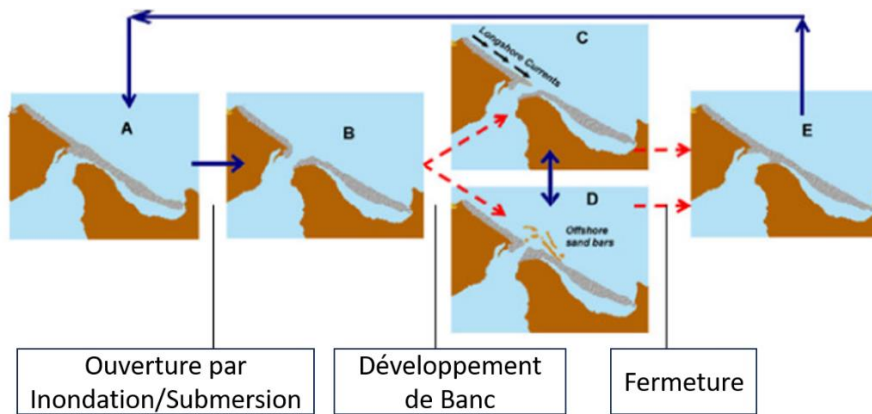 C
Longshore Currents
A
B
E
D
Offshore
sand bars
Ouverture par
Inondation/Submersion
Développement
de Banc
Fermeture